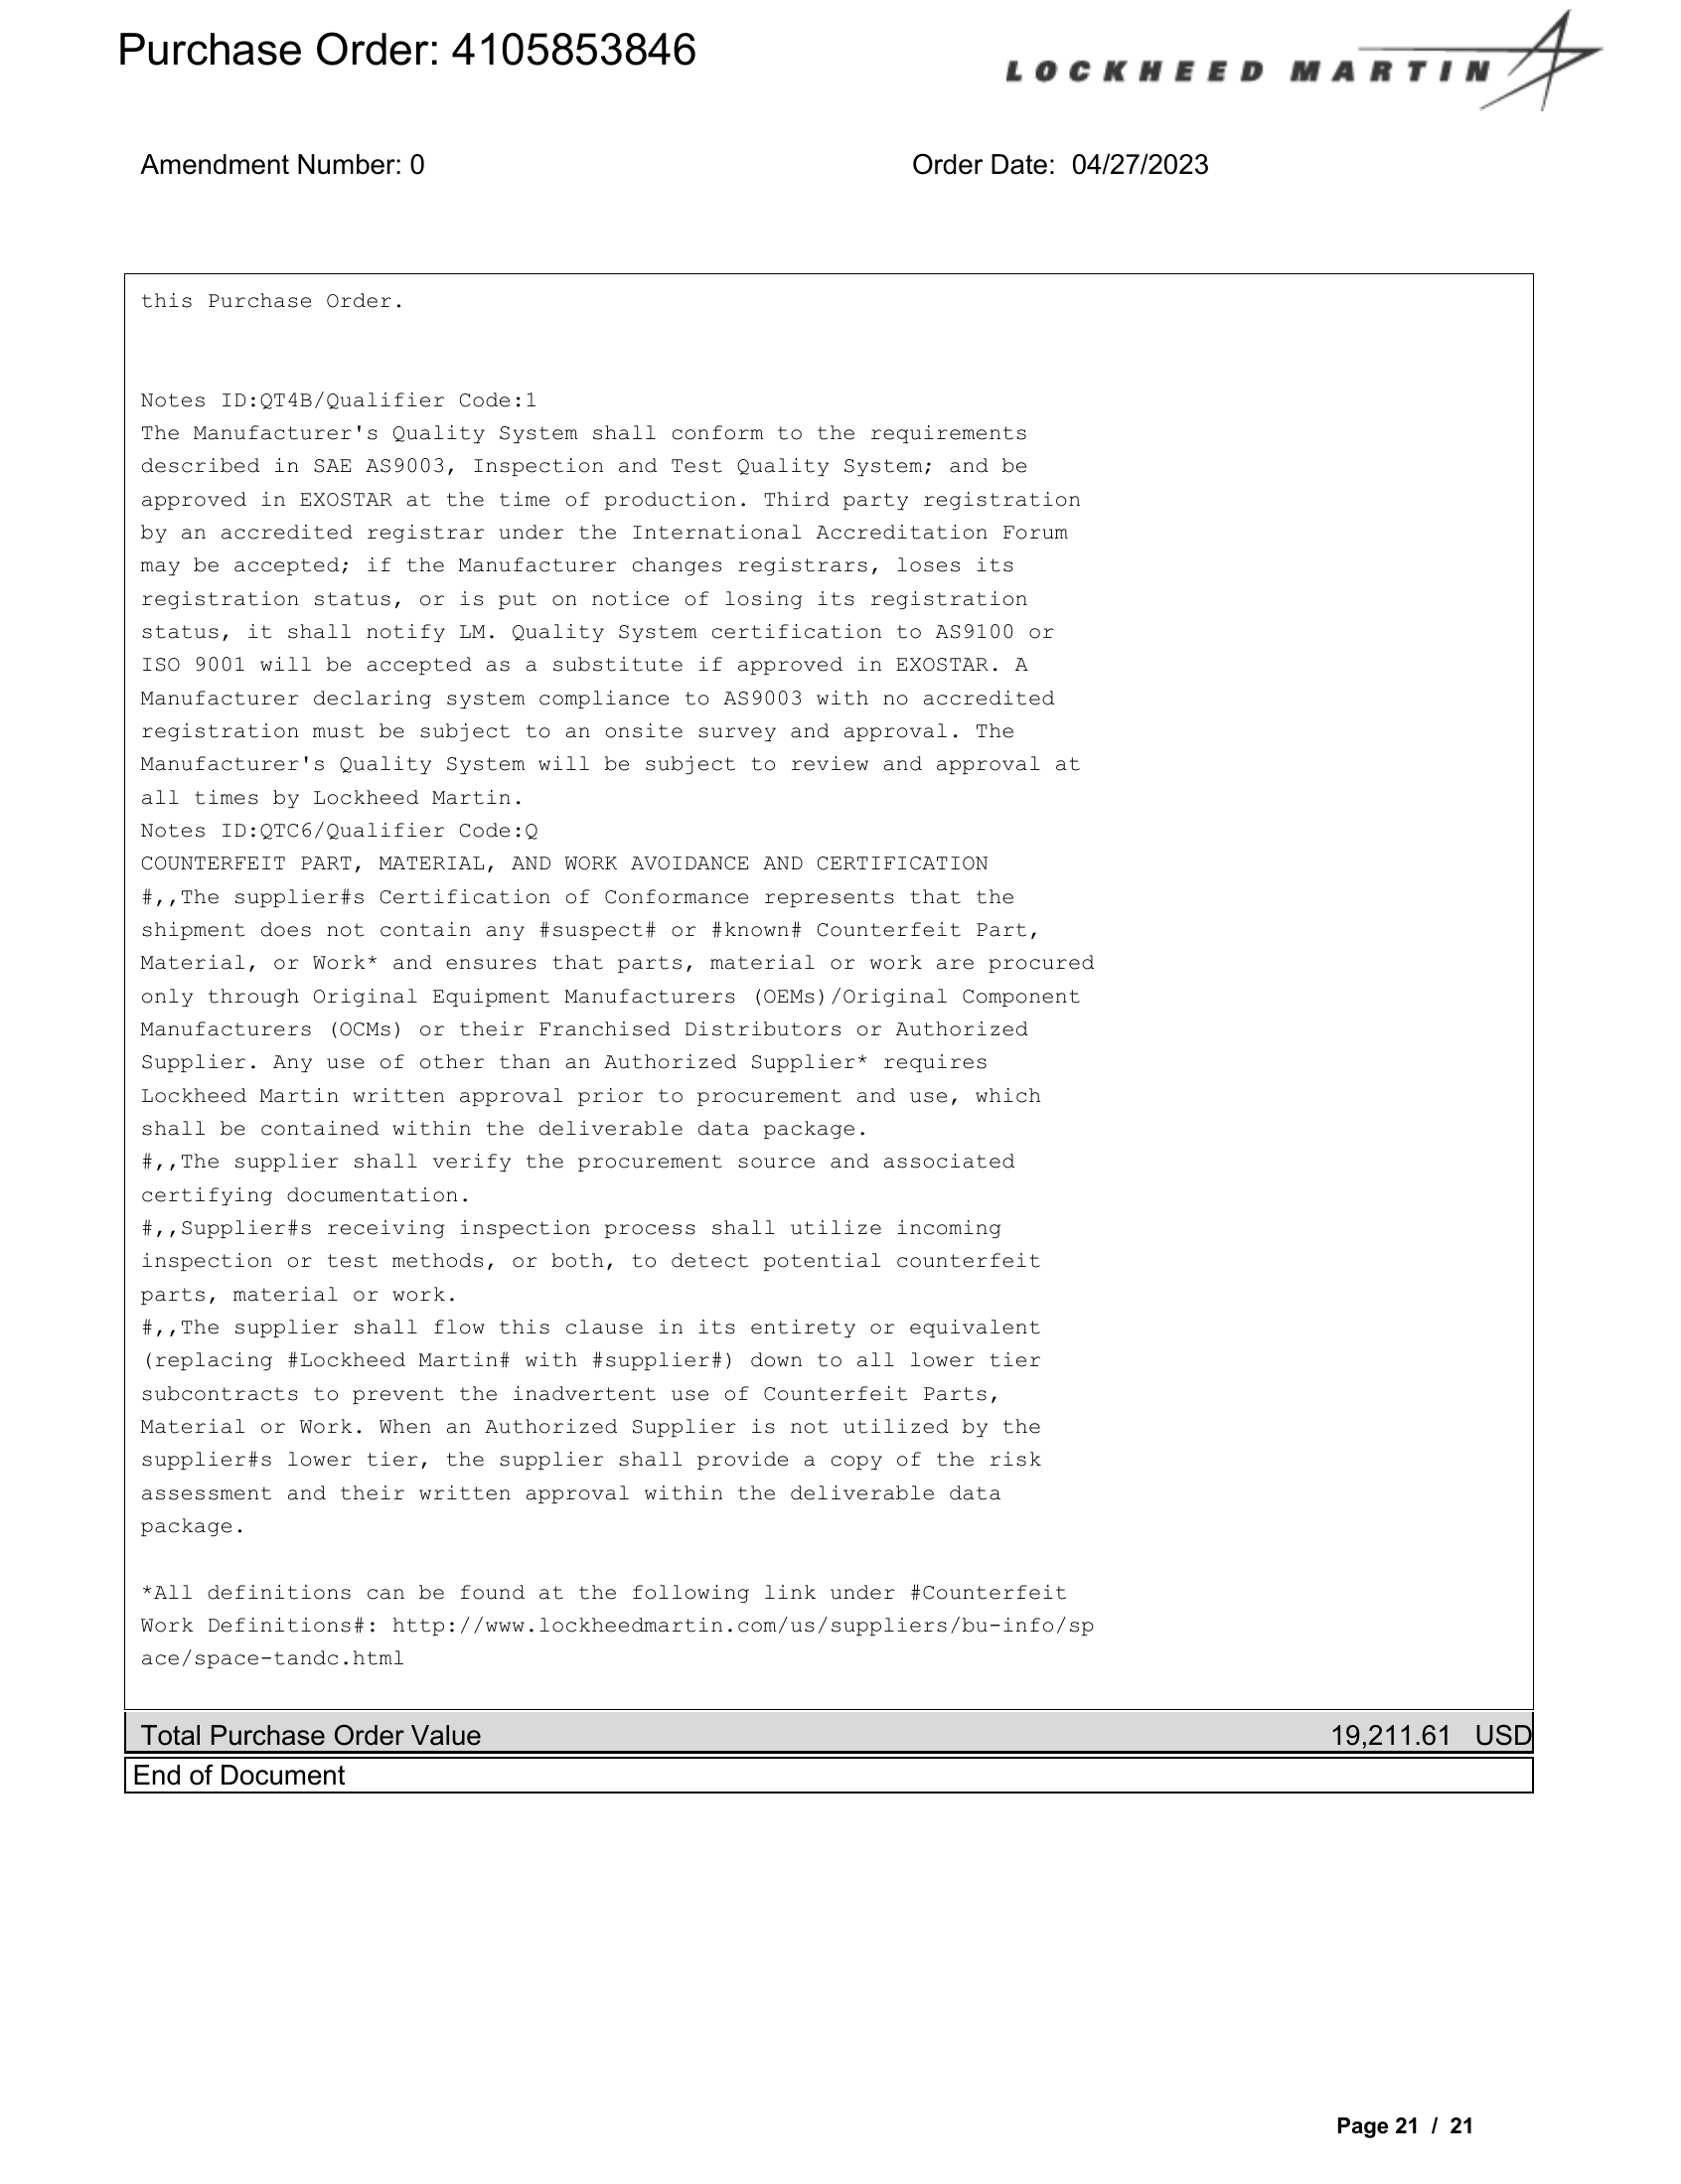 Purchase Order: 4105853846
LOCKHEED MARTIN
Amendment Number: 0
Order Date: 04/27/2023
this Purchase Order.
Notes ID:QT4B/Qualifier Code:1
The Manufacturer's Quality System shall conform to the requirements
described in SAE AS9003, Inspection and Test Quality System; and be
approved in EXOSTAR at the time of production. Third party registration
by an accredited registrar under the International Accreditation Forum
may be accepted; if the Manufacturer changes registrars, loses its
registration status, or is put on notice of losing its registration
status, it shall notify LM. Quality System certification to AS9100 or
ISO 9001 will be accepted as a substitute if approved in EXOSTAR. A
Manufacturer declaring system compliance to AS9003 with no accredited
registration must be subject to an onsite survey and approval. The
Manufacturer's Quality System will be subject to review and approval at
all times by Lockheed Martin.
Notes ID:QTC6/Qualifier Code:Q
COUNTERFEIT PART, MATERIAL, AND WORK AVOIDANCE AND CERTIFICATION
#,,The supplier#s Certification of Conformance represents that the
shipment does not contain any #suspect# or #known# Counterfeit Part,
Material, or Work* and ensures that parts, material or work are procured
only through Original Equipment Manufacturers (OEMs)/Original Component
Manufacturers (OCMs) or their Franchised Distributors or Authorized
Supplier. Any use of other than an Authorized Supplier* requires
Lockheed Martin written approval prior to procurement and use, which
shall be contained within the deliverable data package.
#,,The supplier shall verify the procurement source and associated
certifying documentation.
#,,Supplier#s receiving inspection process shall utilize incoming
inspection or test methods, or both, to detect potential counterfeit
parts, material or work.
#,,The supplier shall flow this clause in its entirety or equivalent
(replacing #Lockheed Martin# with #supplier#) down to all lower tier
subcontracts to prevent the inadvertent use of Counterfeit Parts,
Material or Work. When an Authorized Supplier is not utilized by the
supplier#s lower tier, the supplier shall provide a copy of the risk
assessment and their written approval within the deliverable data
package.
*All definitions can be found at the following link under #Counterfeit
Work Definitions#: http://www.lockheedmartin.com/us/suppliers/bu-info/sp
ace/space-tandc.html
Total Purchase Order Value 19,211.61 USD
End of Document
Page 21 / 21